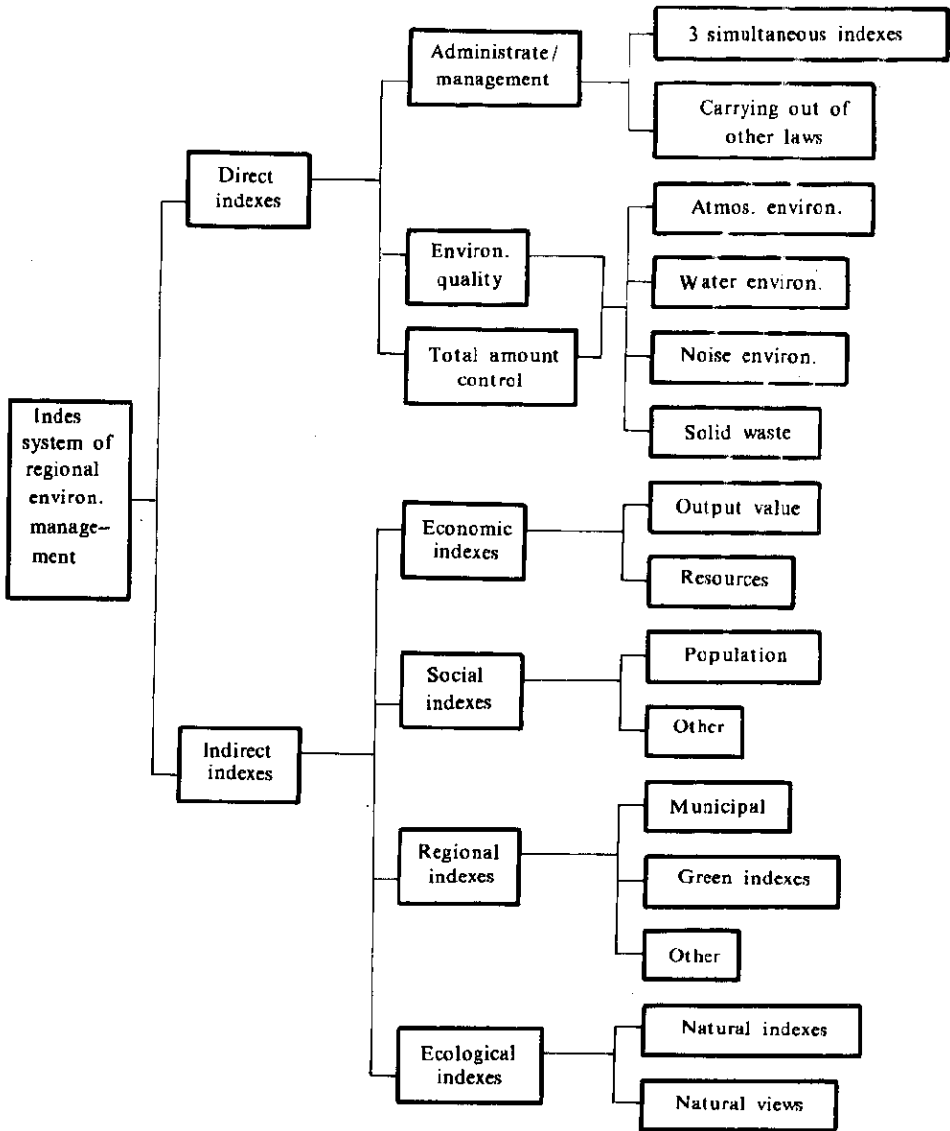 3 simultaneous indexes
Administrate/
management
Carrying out of
other laws
Direct
indexes
Atmos. environ.
Environ.
quality
Water environ.
Total amount
control
Noise environ.
Solid waste
Indes
system of
regional
environ.
manage-
ment
Economic
indexes
Output value
Resources
Social
indexes
Population
Other
Indirect
indexes
Regional
indexes
Municipal
Green indexes
Other
Ecological
indexes
Natural indexes
Natural views